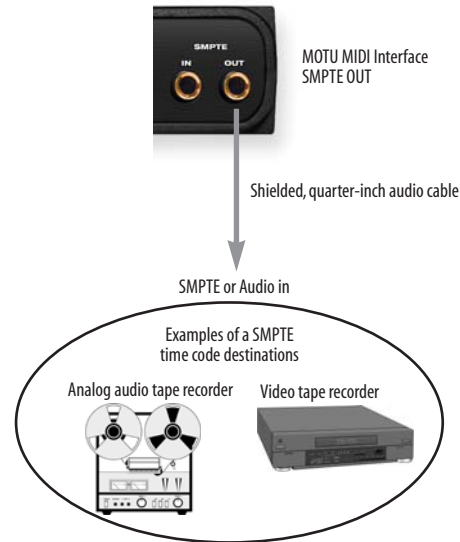 SMPTE
IN OUT
MOTU MIDI Interface
SMPTE OUT
Shielded, quarter-inch audio cable
SMPTE or Audio in
Examples of a SMPTE
time code destinations
Analog audio tape recorder Video tape recorder